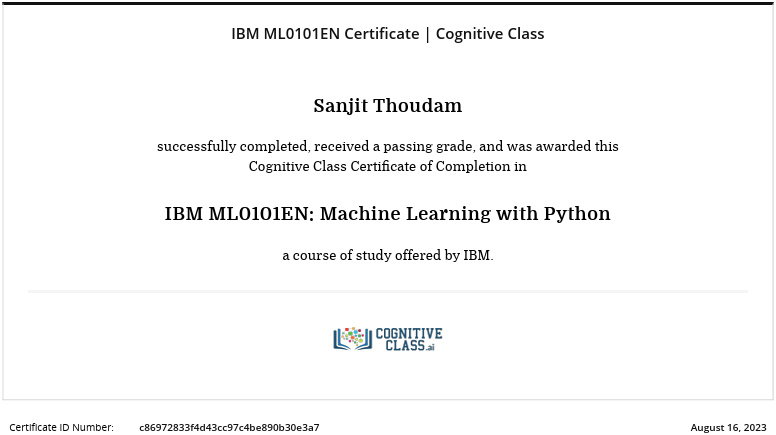 IBM ML0101EN Certificate | Cognitive Class
Sanjit Thoudam
successfully completed, received a passing grade, and was awarded this
Cognitive Class Certificate of Completion in
IBM ML0101EN: Machine Learning with Python
a course of study offered by IBM.
COGNITIVE
CLASS.ai
Certificate ID Number: c86972833f4d43cc97c4be890b30e3a7 August 16, 2023